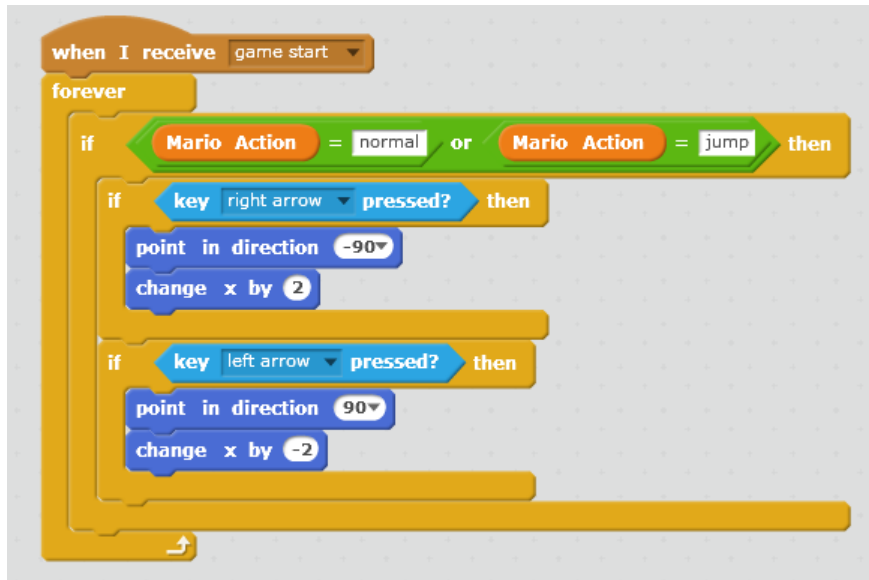 when I receive game start
forever
if Mario Action = normal or Mario Action = jump then
if key right arrow pressed? then
point in direction -90
change x by 2
if key left arrow pressed? then
point in direction 90
change x by -2